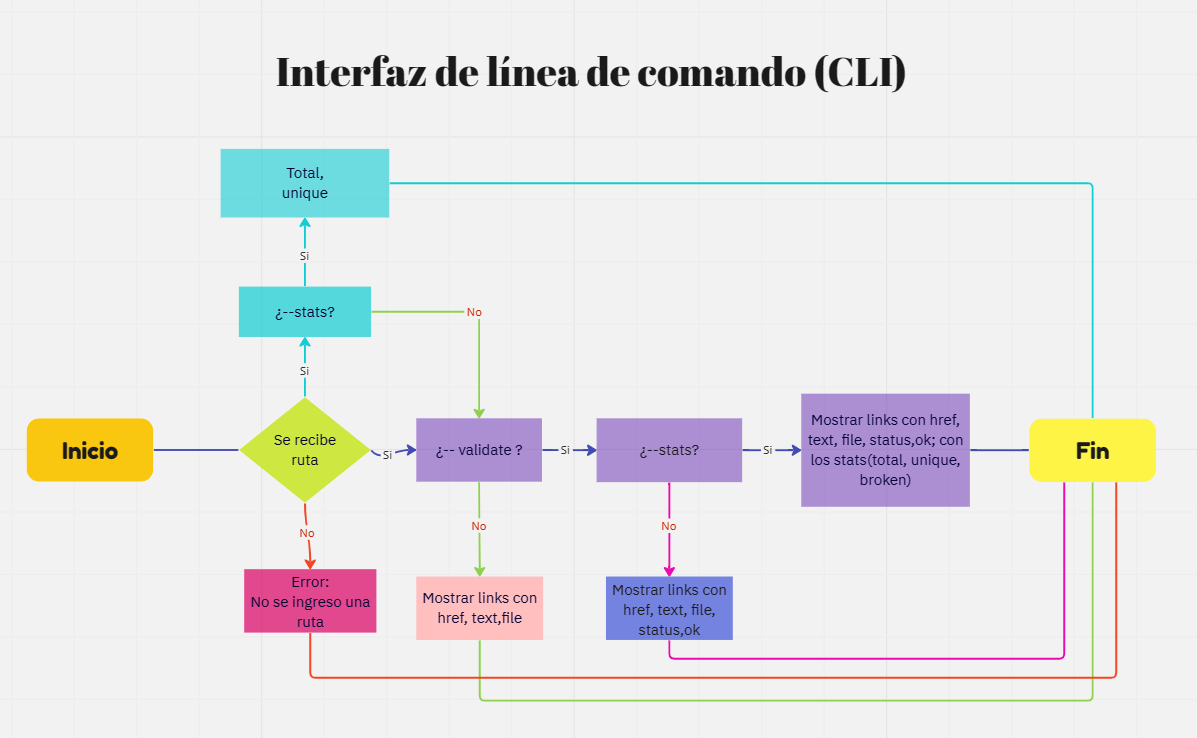 Interfaz de línea de comando (CLI)
Total,
unique
Si
¿--stats?
No
Si
Inicio
Se recibe
ruta
Si
¿-- validate ?
Si
¿--stats?
Si
Mostrar links con href,
text, file, status,ok; con
los stats(total, unique,
broken)
Fin
No
No
No
Error:
No se ingreso una
ruta
Mostrar links con
href, text,file
Mostrar links con
href, text, file,
status,ok